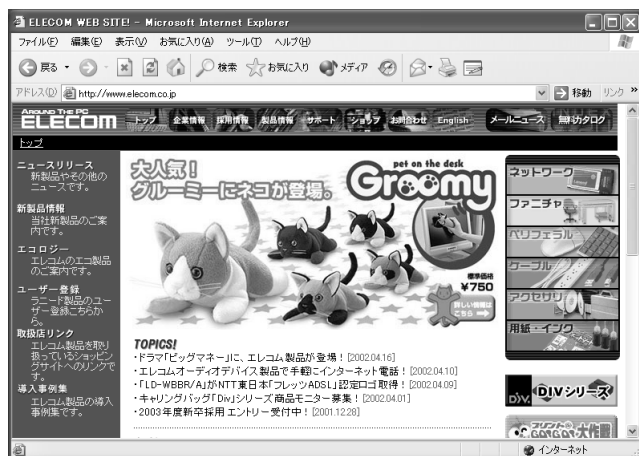 ELECOM WEB SITE! - Microsoft Internet Explorer
ファイル(F) 編集(E) 表示(V) お気に入り(A) ツール(T) ヘルプ(H)
戻る 検索 お気に入り メディア
アドレス(D) http://www.elecom.co.jp 移動 リンク »
AROUND THE PC
ELECOM トップ 企業情報 採用情報 製品情報 サポート ショップ お問合わせ English メールニュース 無料カタログ
トップ
ニュースリリース
新製品やその他の
ニュースです。
新製品情報
当社新製品のご案
内です。
エコロジー
エレコムのエコ製品
のご案内です。
ユーザー登録
ラニード製品のユー
ザー登録こちらか
ら。
取扱店リンク
エレコム製品を取り
扱っているショッピン
グサイトへのリンクで
す。
導入事例集
エレコム製品の導入
事例集です。
大人気！
グルーミーにネコが登場。
pet on the desk
Groomy
標準価格
¥750
詳しい情報は
こちら
TOPICS!
・ドラマ「ビッグマネー」に、エレコム製品が登場！ [2002.04.16]
・エレコムオーディオデバイス製品で手軽にインターネット電話！ [2002.04.10]
・「LD-WBBR/A」がNTT東日本「フレッツADSL」認定ロゴ取得！ [2002.04.09]
・キャリングバッグ「Div」シリーズ商品モニター募集！ [2002.04.01]
・2003年度新卒採用エントリー受付中！ [2001.12.28]
ネットワーク
ファニチャ
ペリフェラル
ケーブル
アクセサリ
用紙・インク
DIV. DIVシリーズ
大作戦
インターネット